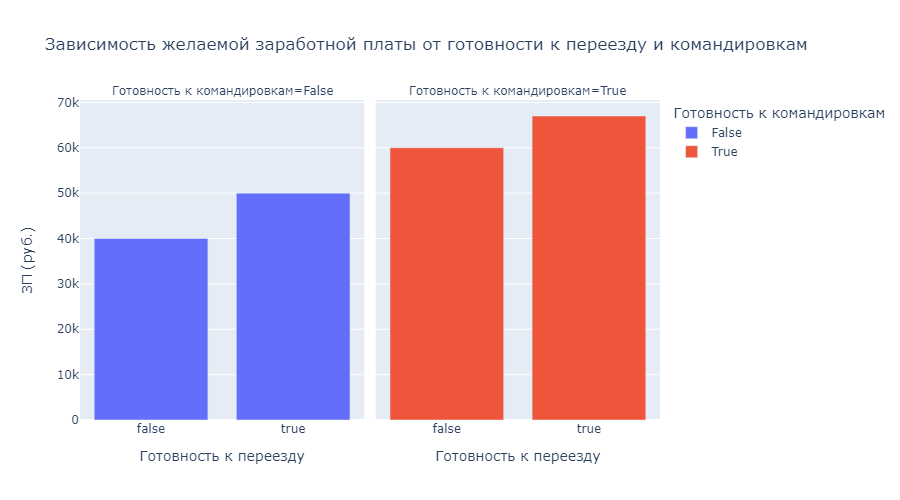 Зависимость желаемой заработной платы от готовности к переезду и командировкам
Готовность к командировкам=False
Готовность к командировкам=True
Готовность к командировкам
False
True
70k
60k
50k
40k
30k
20k
10k
0
ЗП (руб.)
false
true
false
true
Готовность к переезду
Готовность к переезду